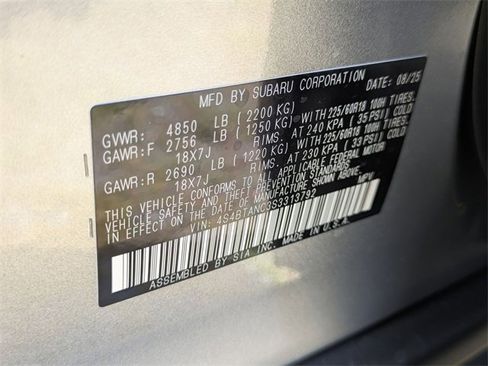 MFD BY SUBARU CORPORATION DATE: 08/25
GVWR: 4850 LB (2200 KG)
GAWR:F 2756 LB (1250 KG) WITH 225/60R18 100H TIRES,
18X7J RIMS. AT 240 KPA (35 PSI) COLD
GAWR:R 2690 LB (1220 KG) WITH 225/60R18 100H TIRES,
18X7J RIMS. AT 230 KPA (33 PSI) COLD
THIS VEHICLE CONFORMS TO ALL APPLICABLE FEDERAL MOTOR
VEHICLE SAFETY AND THEFT PREVENTION STANDARDS IN EFFECT ON
THE DATE OF MANUFACTURE SHOWN ABOVE.
VIN: 4S4BTANC3S3313792 MPV
ASSEMBLED BY SIA INC. MADE IN U.S.A.